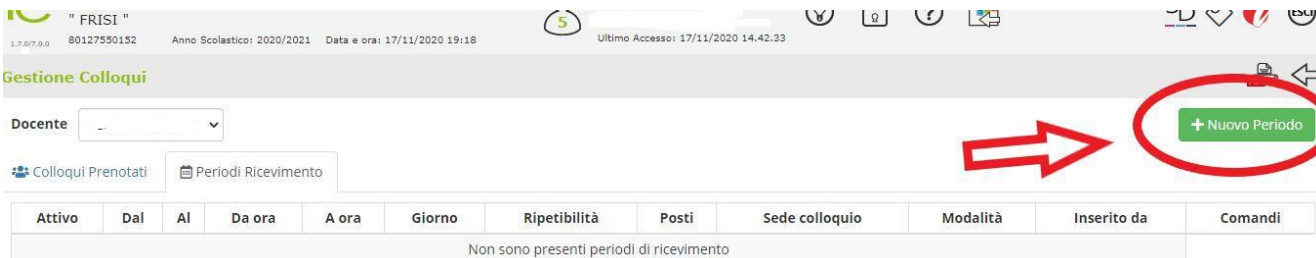 " FRISI "
5
ESCI
1.7.0/7.0.0 80127550152 Anno Scolastico: 2020/2021 Data e ora: 17/11/2020 19:18 Ultimo Accesso: 17/11/2020 14.42.33
Gestione Colloqui
Docente
+ Nuovo Periodo
Colloqui Prenotati Periodi Ricevimento
Attivo Dal Al Da ora A ora Giorno Ripetibilità Posti Sede colloquio Modalità Inserito da Comandi
Non sono presenti periodi di ricevimento